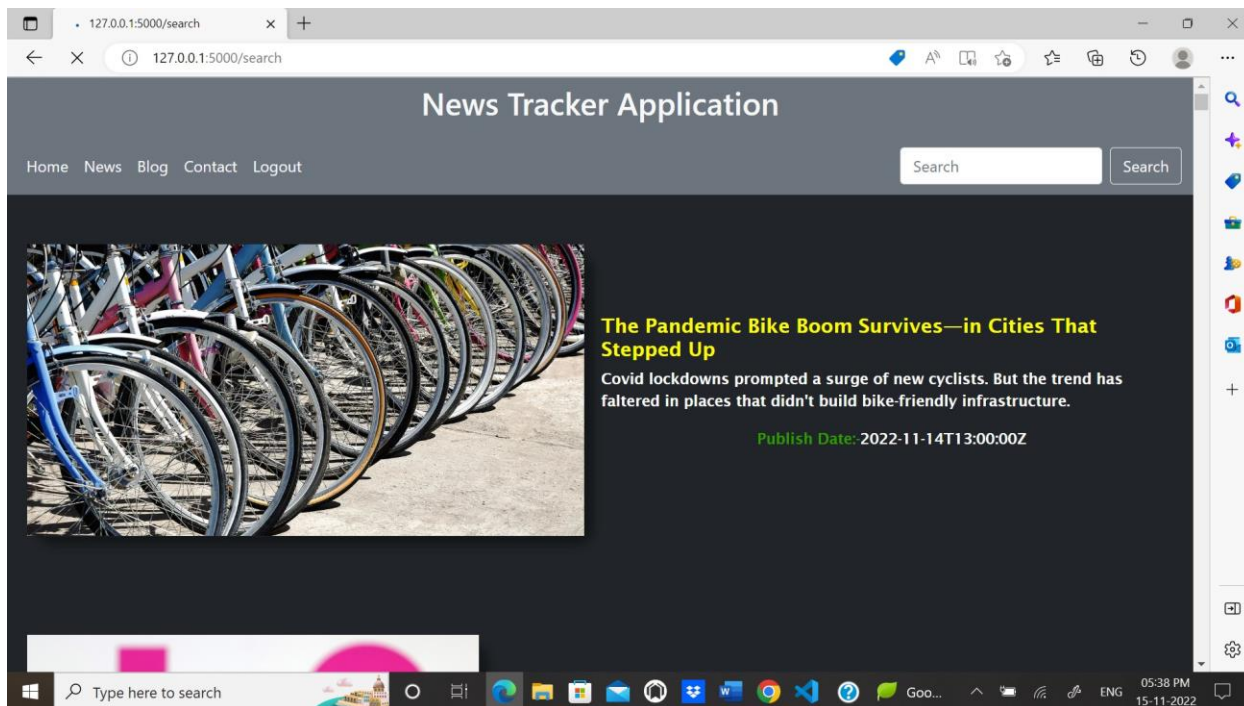 127.0.0.1:5000/search
127.0.0.1:5000/search
News Tracker Application
Home News Blog Contact Logout
Search
Search
The Pandemic Bike Boom Survives—in Cities That
Stepped Up
Covid lockdowns prompted a surge of new cyclists. But the trend has
faltered in places that didn't build bike-friendly infrastructure.
Publish Date:-2022-11-14T13:00:00Z
Type here to search
Goo...
ENG
05:38 PM
15-11-2022